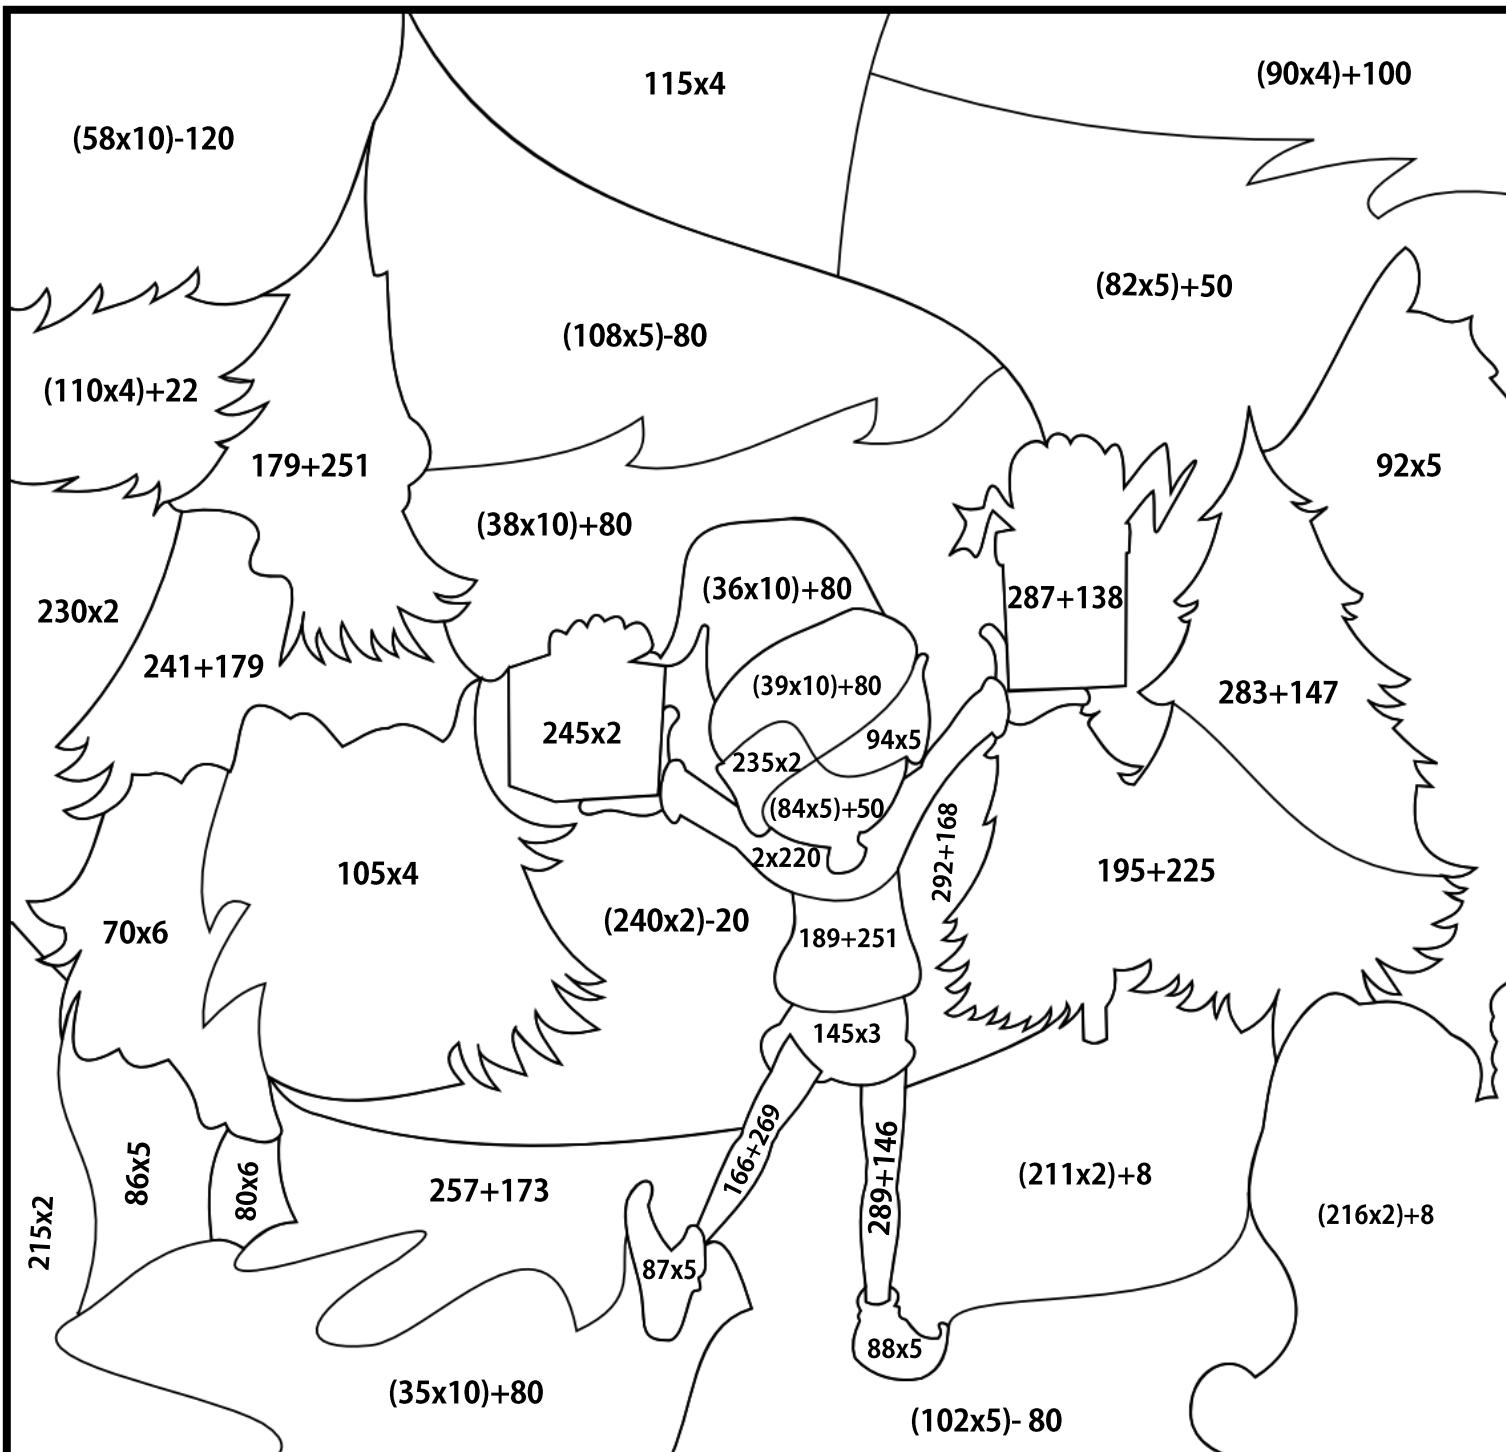 115x4
(90x4)+100
(58x10)-120
(82x5)+50
(108x5)-80
(110x4)+22
179+251
92x5
(38x10)+80
(36x10)+80
287+138
230x2
241+179
(39x10)+80
283+147
245x2
94x5
235x2
(84x5)+50
2x220
292+168
105x4
195+225
70x6
(240x2)-20
189+251
145x3
166+269
289+146
86x5
80x6
257+173
(211x2)+8
215x2
(216x2)+8
87x5
88x5
(35x10)+80
(102x5)- 80